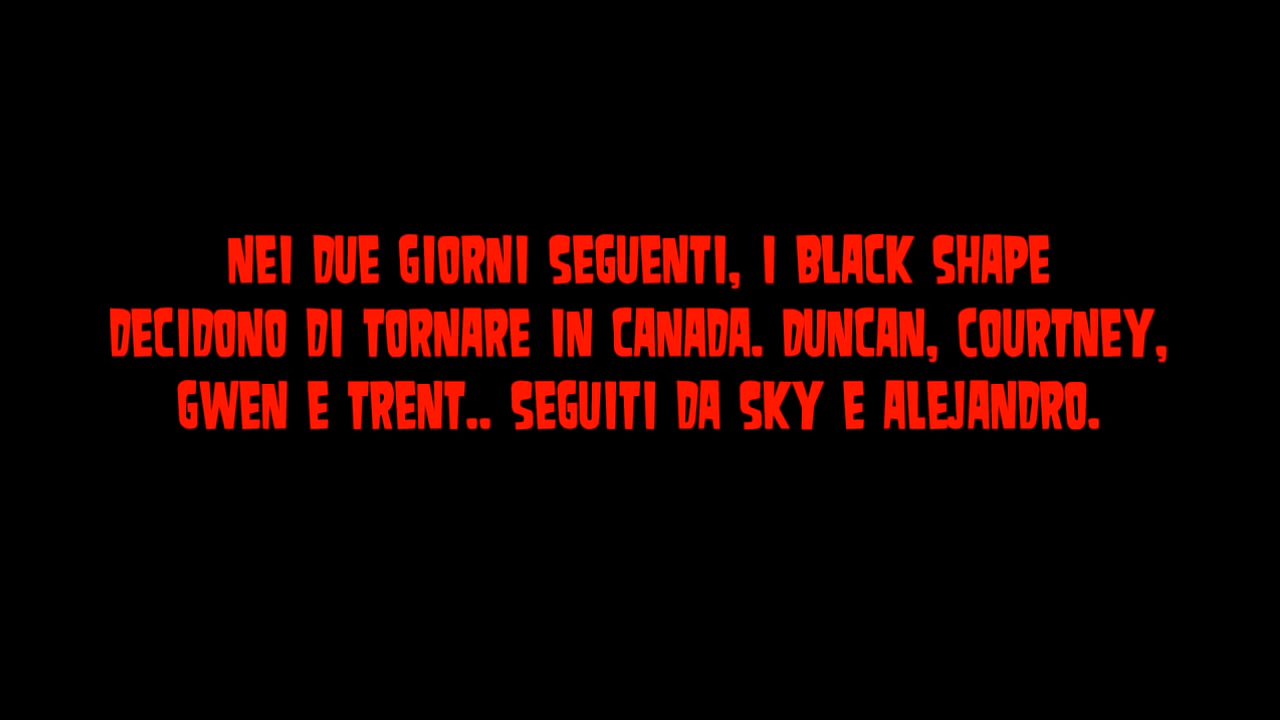 NEI DUE GIORNI SEGUENTI, I BLACK SHAPE
DECIDONO DI TORNARE IN CANADA. DUNCAN, COURTNEY,
GWEN E TRENT.. SEGUITI DA SKY E ALEJANDRO.